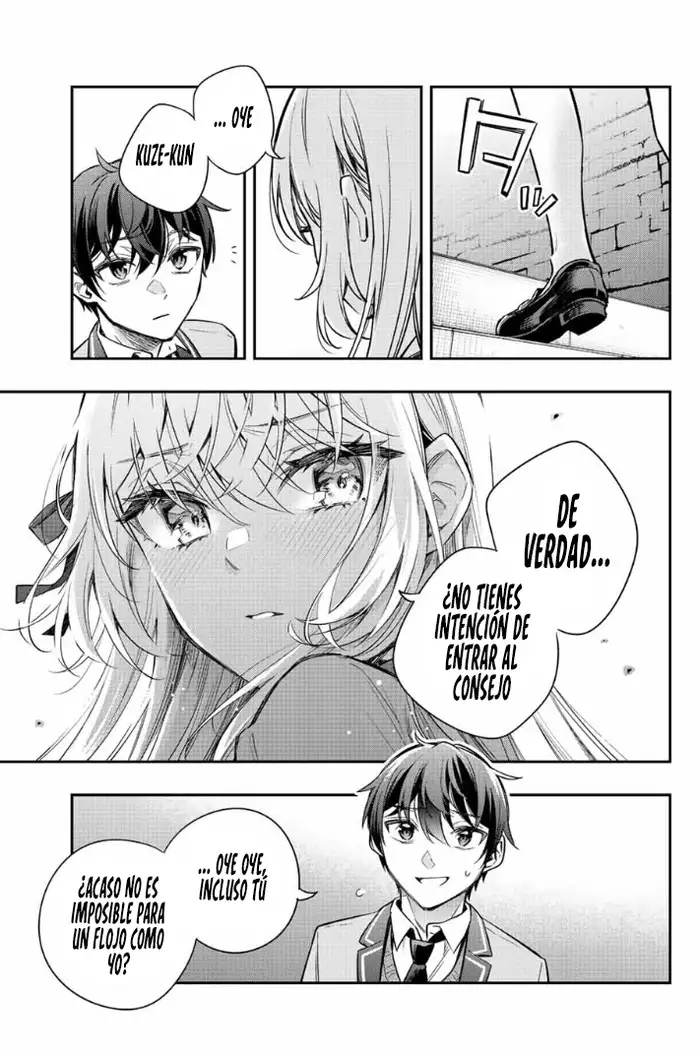 タタッ
... OYE
KUZE-KUN
DE
VERDAD...
¿NO TIENES
INTENCIÓN DE
ENTRAR AL
CONSEJO
... OYE OYE,
INCLUSO TÚ
¿ACASO NO ES
IMPOSIBLE PARA
UN FLOJO COMO
YO?